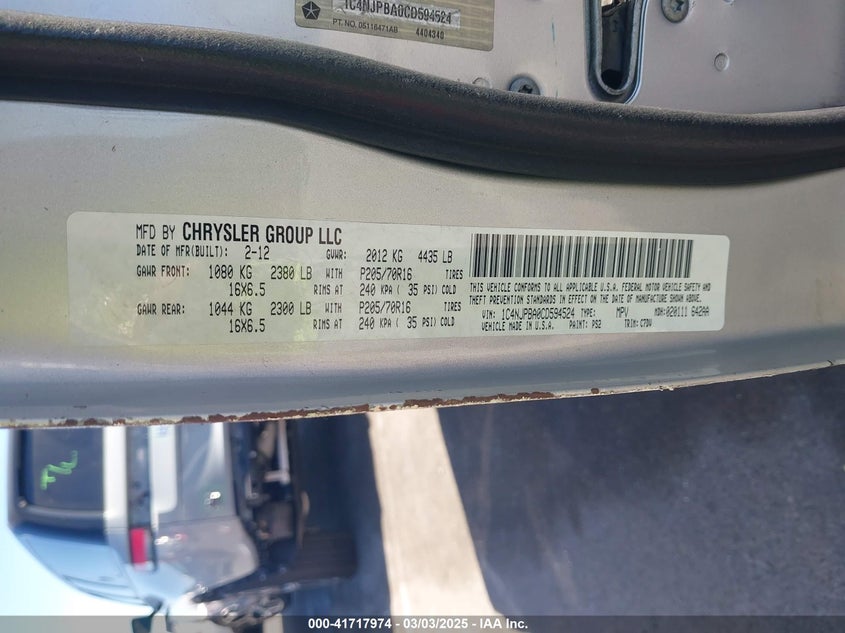 1C4NJPBA0CD594524
PT. NO. 05116471AB 4404340
MFD BY CHRYSLER GROUP LLC
DATE OF MFR(BUILT): 2-12 GVWR: 2012 KG 4435 LB
GAWR FRONT: 1080 KG 2380 LB WITH P205/70R16 TIRES
16X6.5 RIMS AT 240 KPA ( 35 PSI) COLD
GAWR REAR: 1044 KG 2300 LB WITH P205/70R16 TIRES
16X6.5 RIMS AT 240 KPA ( 35 PSI) COLD
THIS VEHICLE CONFORMS TO ALL APPLICABLE U.S.A. FEDERAL MOTOR VEHICLE SAFETY AND
THEFT PREVENTION STANDARDS IN EFFECT ON THE DATE OF MANUFACTURE SHOWN ABOVE.
VIN: 1C4NJPBA0CD594524 TYPE: MPV MDH: 020111 642AA
VEHICLE MADE IN U.S.A. PAINT: PS2 TRIM: C7DV
000-41717974 - 03/03/2025 - IAA Inc.